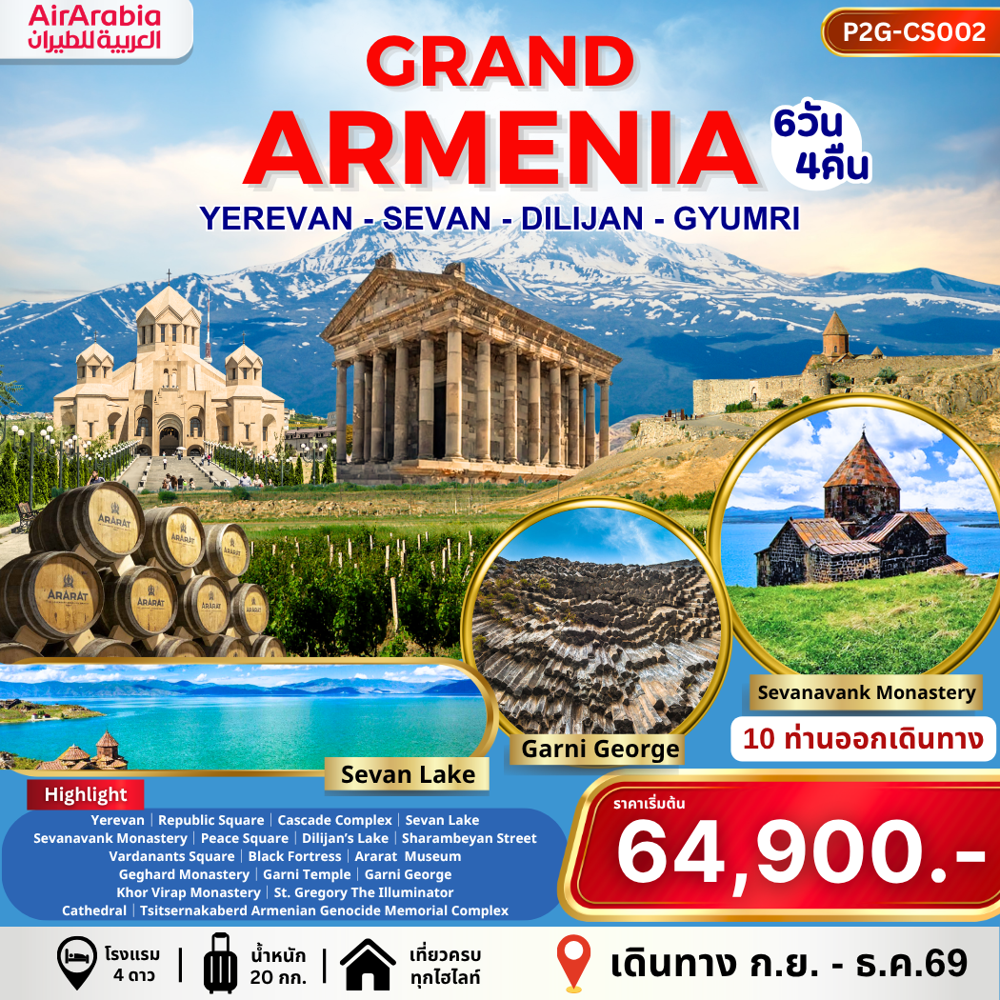 AirArabia
العربية للطيران
P2G-CS002
GRAND
ARMENIA
6วัน
4คืน
YEREVAN - SEVAN - DILIJAN - GYUMRI
ARARAT
ARARAT
ARARAT
ARARAT
ARARAT
ARARAT
ARARAT
Sevanavank Monastery
Garni George
Sevan Lake
10 ท่านออกเดินทาง
Highlight
Yerevan | Republic Square | Cascade Complex | Sevan Lake
Sevanavank Monastery | Peace Square | Dilijan's Lake | Sharambeyan Street
Vardanants Square | Black Fortress | Ararat Museum
Geghard Monastery | Garni Temple | Garni George
Khor Virap Monastery | St. Gregory The Illuminator
Cathedral | Tsitsernakaberd Armenian Genocide Memorial Complex
ราคาเริ่มต้น
64,900.-
โรงแรม
4 ดาว
น้ำหนัก
20 กก.
เที่ยวครบ
ทุกไฮไลท์
เดินทาง ก.ย. - ธ.ค.69